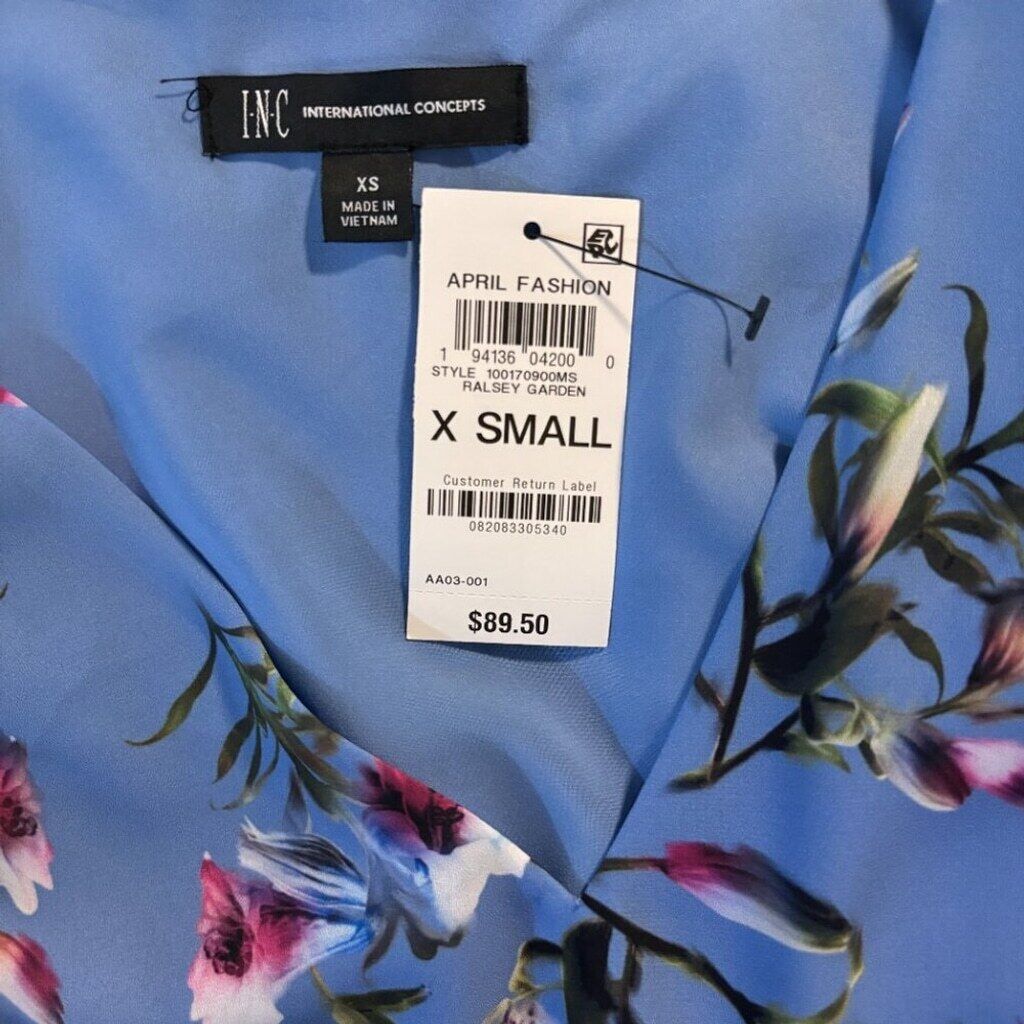 I·N·C INTERNATIONAL CONCEPTS
XS
MADE IN
VIETNAM
APRIL FASHION
1 94136 04200 0
STYLE 100170900MS
RALSEY GARDEN
X SMALL
Customer Return Label
082083305340
AA03-001
$89.50